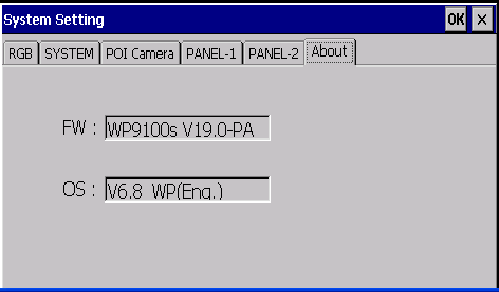 System Setting OK X
RGB SYSTEM POI Camera PANEL-1 PANEL-2 About
FW : WP9100s V19.0-PA
OS : V6.8 WP(Eng.)